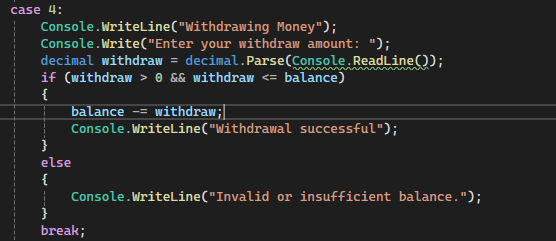 case 4:
Console.WriteLine("Withdrawing Money");
Console.Write("Enter your withdraw amount: ");
decimal withdraw = decimal.Parse(Console.ReadLine());
if (withdraw > 0 && withdraw <= balance)
{
balance -= withdraw;
Console.WriteLine("Withdrawal successful");
}
else
{
Console.WriteLine("Invalid or insufficient balance.");
}
break;